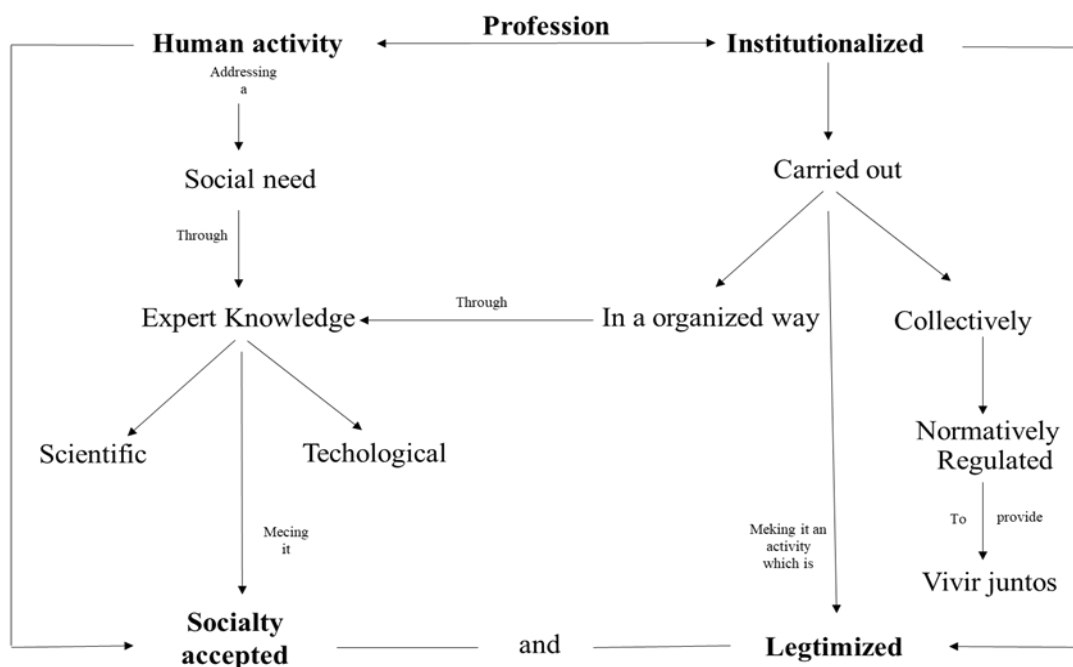 Profession
Human activity
Institutionalized
Addressing
a
Social need
Carried out
Through
Expert Knowledge
Through
In a organized way
Collectively
Scientific
Techological
Normatively
Regulated
Mecing
it
Meking it an
activity
which is
To provide
Vivir juntos
Socialty
accepted
and
Legtimized